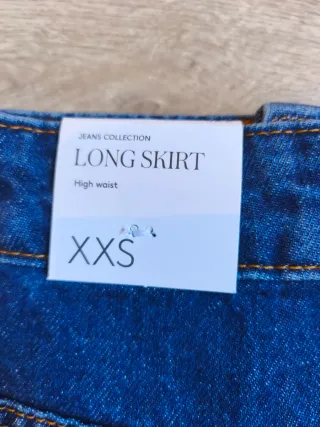 JEANS COLLECTION
LONG SKIRT
High waist
XXS